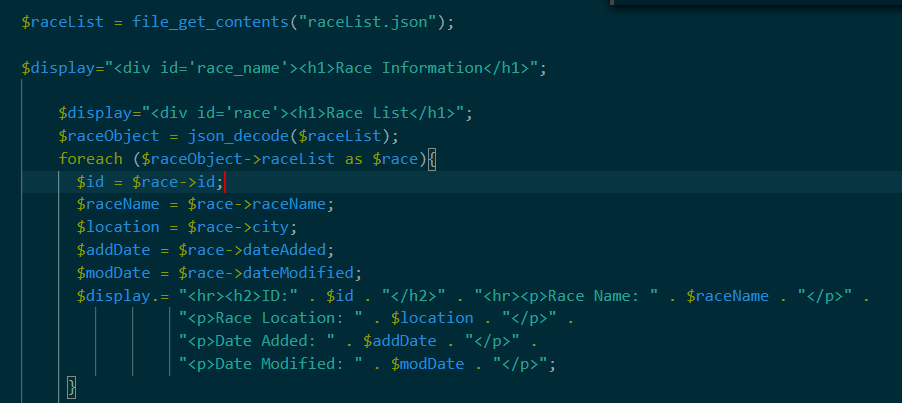 $raceList = file_get_contents("raceList.json");
$display="<div id='race_name'><h1>Race Information</h1>";
$display="<div id='race'><h1>Race List</h1>";
$raceObject = json_decode($raceList);
foreach ($raceObject->raceList as $race){
$id = $race->id;
$raceName = $race->raceName;
$location = $race->city;
$addDate = $race->dateAdded;
$modDate = $race->dateModified;
$display.= "<hr><h2>ID:" . $id . "</h2>" . "<hr><p>Race Name: " . $raceName . "</p>" .
"<p>Race Location: " . $location . "</p>" .
"<p>Date Added: " . $addDate . "</p>" .
"<p>Date Modified: " . $modDate . "</p>";
}